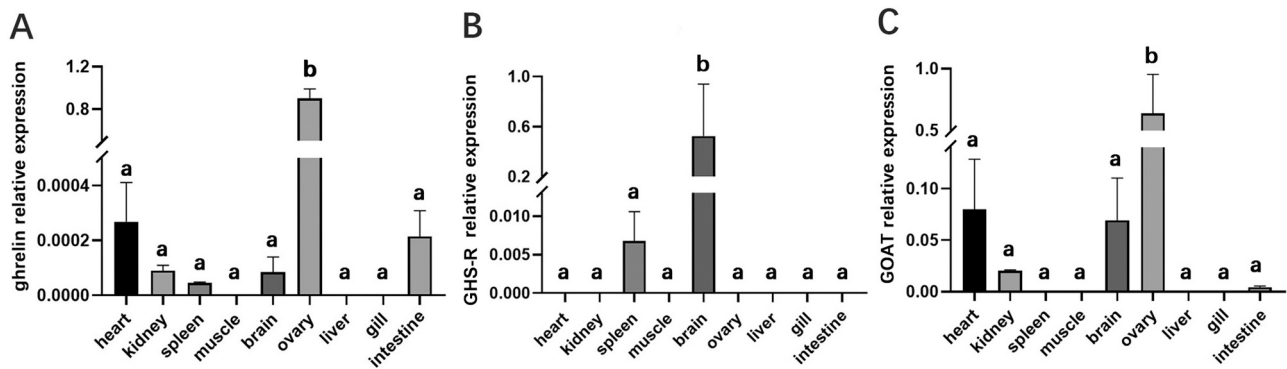 A
ghrelin relative expression
1.2
0.8
0.0004
0.0002
0.0000
a
a
a
a
a
b
a
a
a
heart
kidney
spleen
muscle
brain
ovary
liver
gill
intestine
B
GHS-R relative expression
1.0
0.6
0.2
0.010
0.005
0.000
a
a
a
a
b
a
a
a
a
heart
kidney
spleen
muscle
brain
ovary
liver
gill
intestine
C
GOAT relative expression
1.0
0.5
0.10
0.05
0.00
a
a
a
a
a
b
a
a
a
heart
kidney
spleen
muscle
brain
ovary
liver
gill
intestine